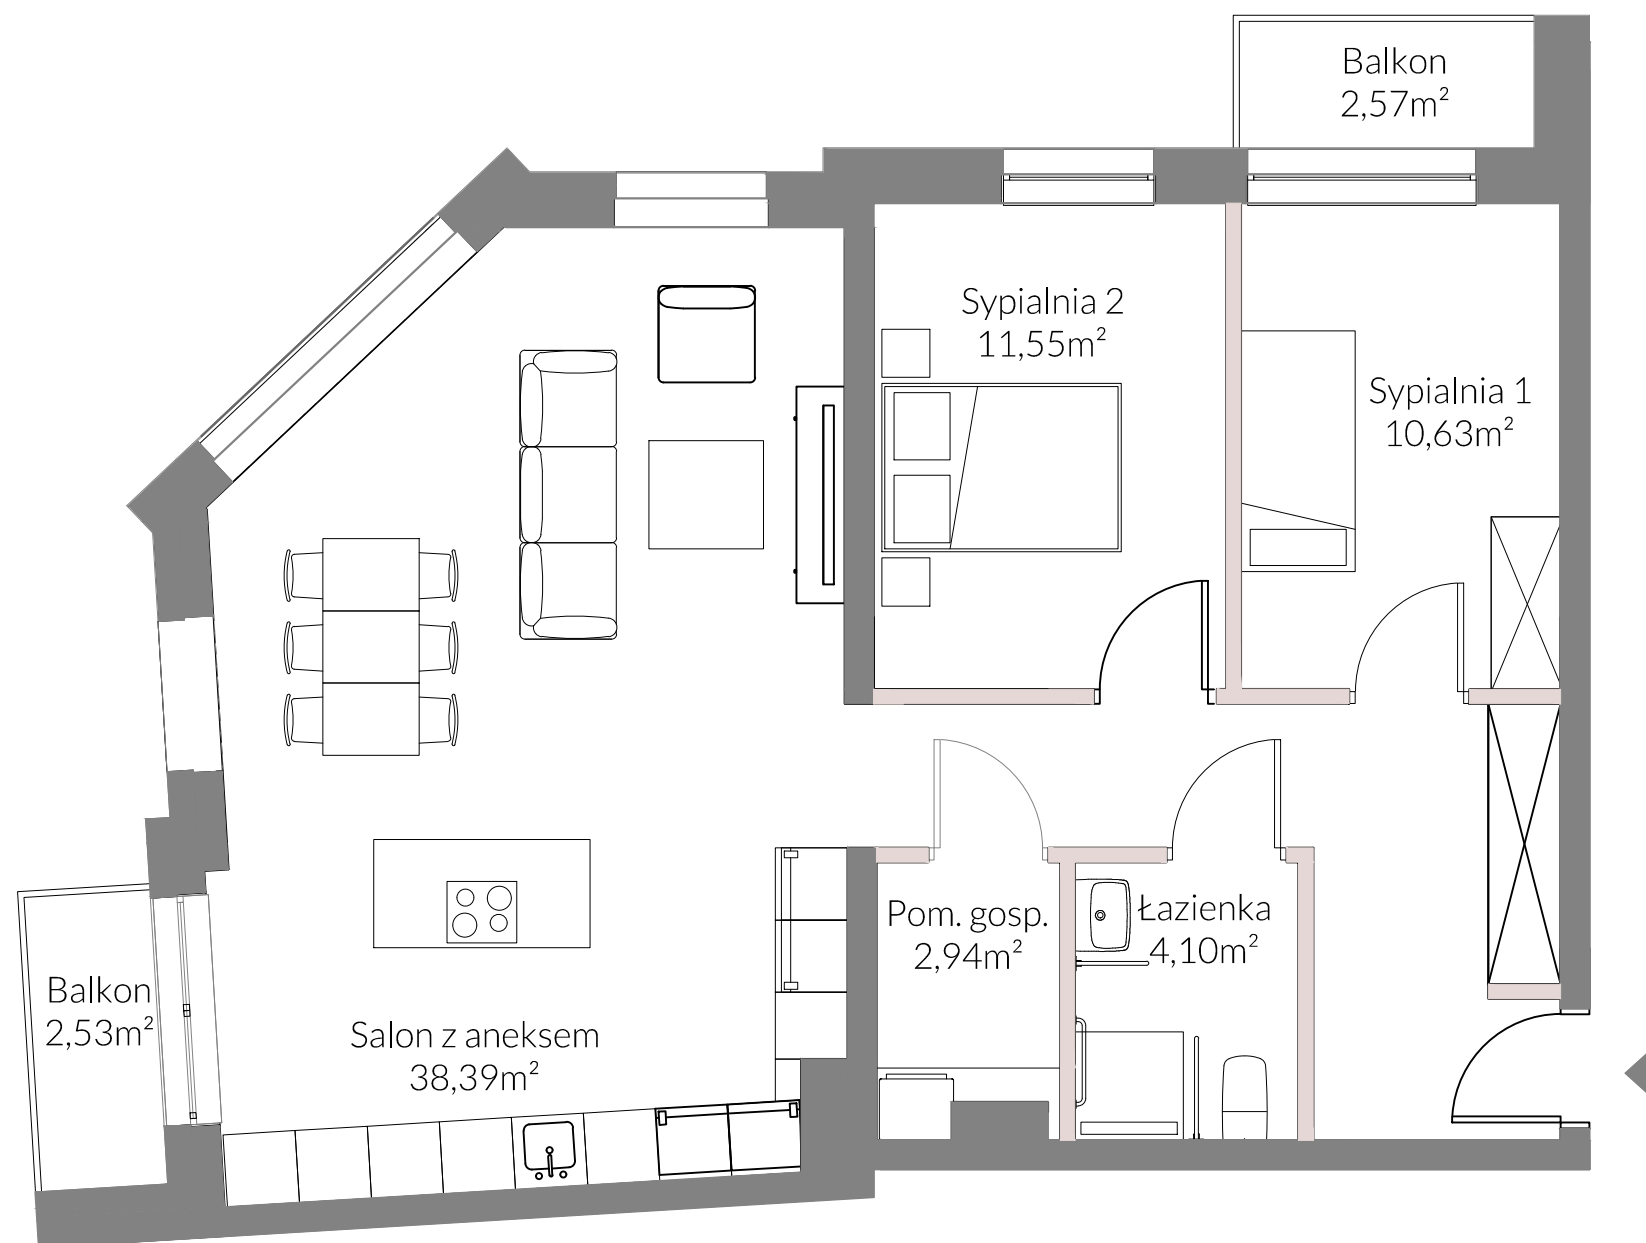 Balkon
2,57m²
Sypialnia 2
11,55m²
Sypialnia 1
10,63m²
Pom. gosp.
2,94m²
Łazienka
4,10m²
Balkon
2,53m²
Salon z aneksem
38,39m²